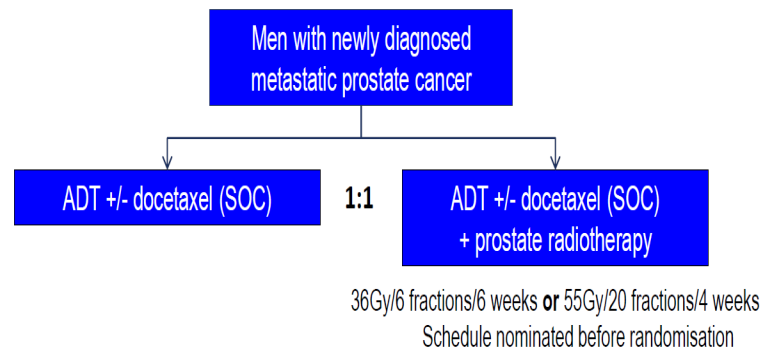 Men with newly diagnosed
metastatic prostate cancer
ADT +/- docetaxel (SOC)
1:1
ADT +/- docetaxel (SOC)
+ prostate radiotherapy
36Gy/6 fractions/6 weeks or 55Gy/20 fractions/4 weeks
Schedule nominated before randomisation